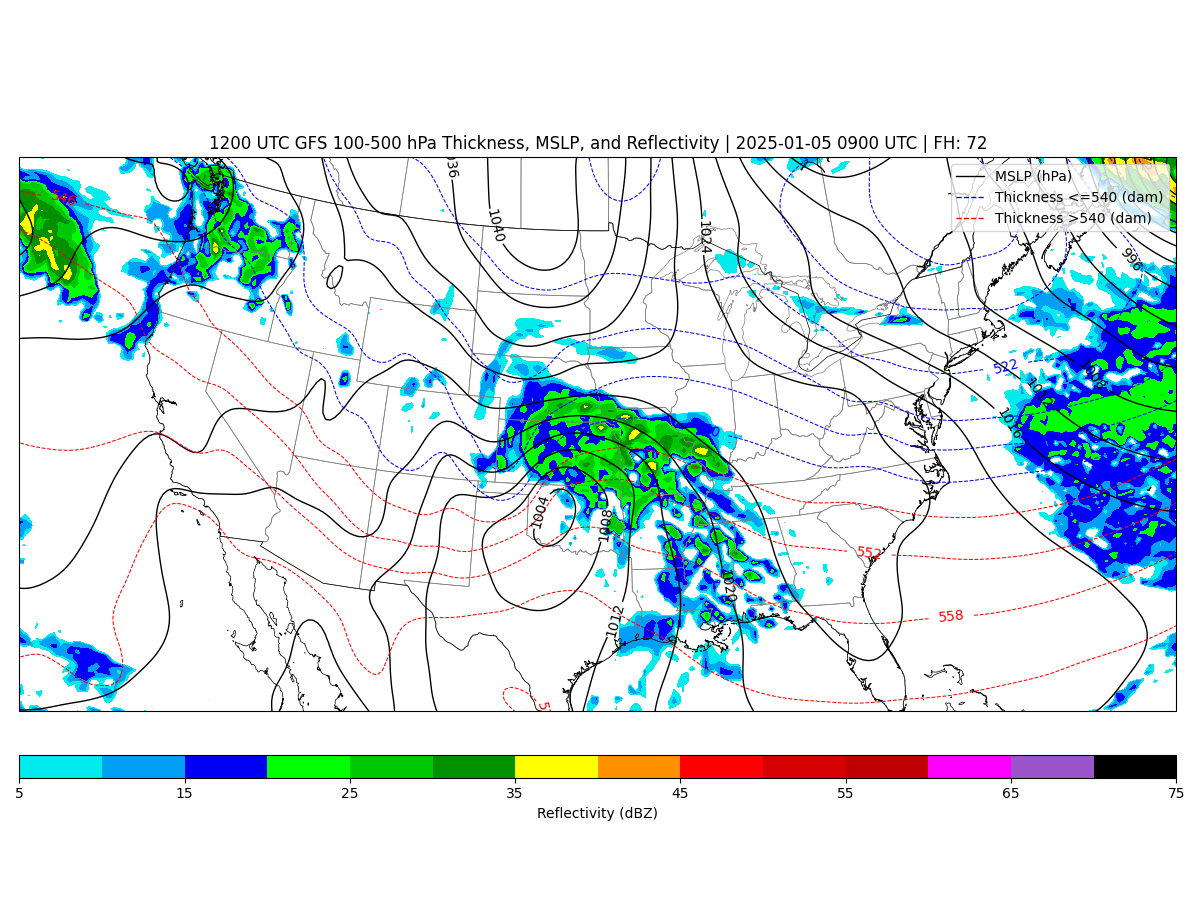 1200 UTC GFS 100-500 hPa Thickness, MSLP, and Reflectivity | 2025-01-05 0900 UTC | FH: 72
MSLP (hPa)
Thickness <=540 (dam)
Thickness >540 (dam)
1040
1024
996
522
1016
1004
1008
552
1020
558
1012
5 15 25 35 45 55 65 75
Reflectivity (dBZ)